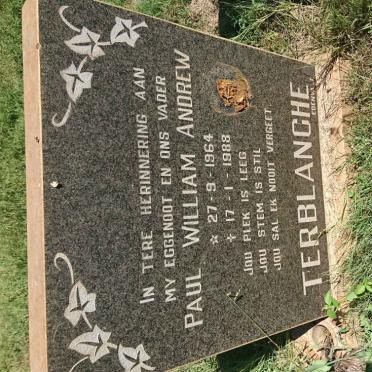 IN TERE HERINNERING AAN
MY EGGENOOT EN ONS VADER
PAUL WILLIAM ANDREW
☆ 27-9-1964
✝ 17-1-1988
JOU PLEK IS LEEG
JOU STEM IS STIL
JOU SAL EK NOOIT VERGEET
TERBLANCHE